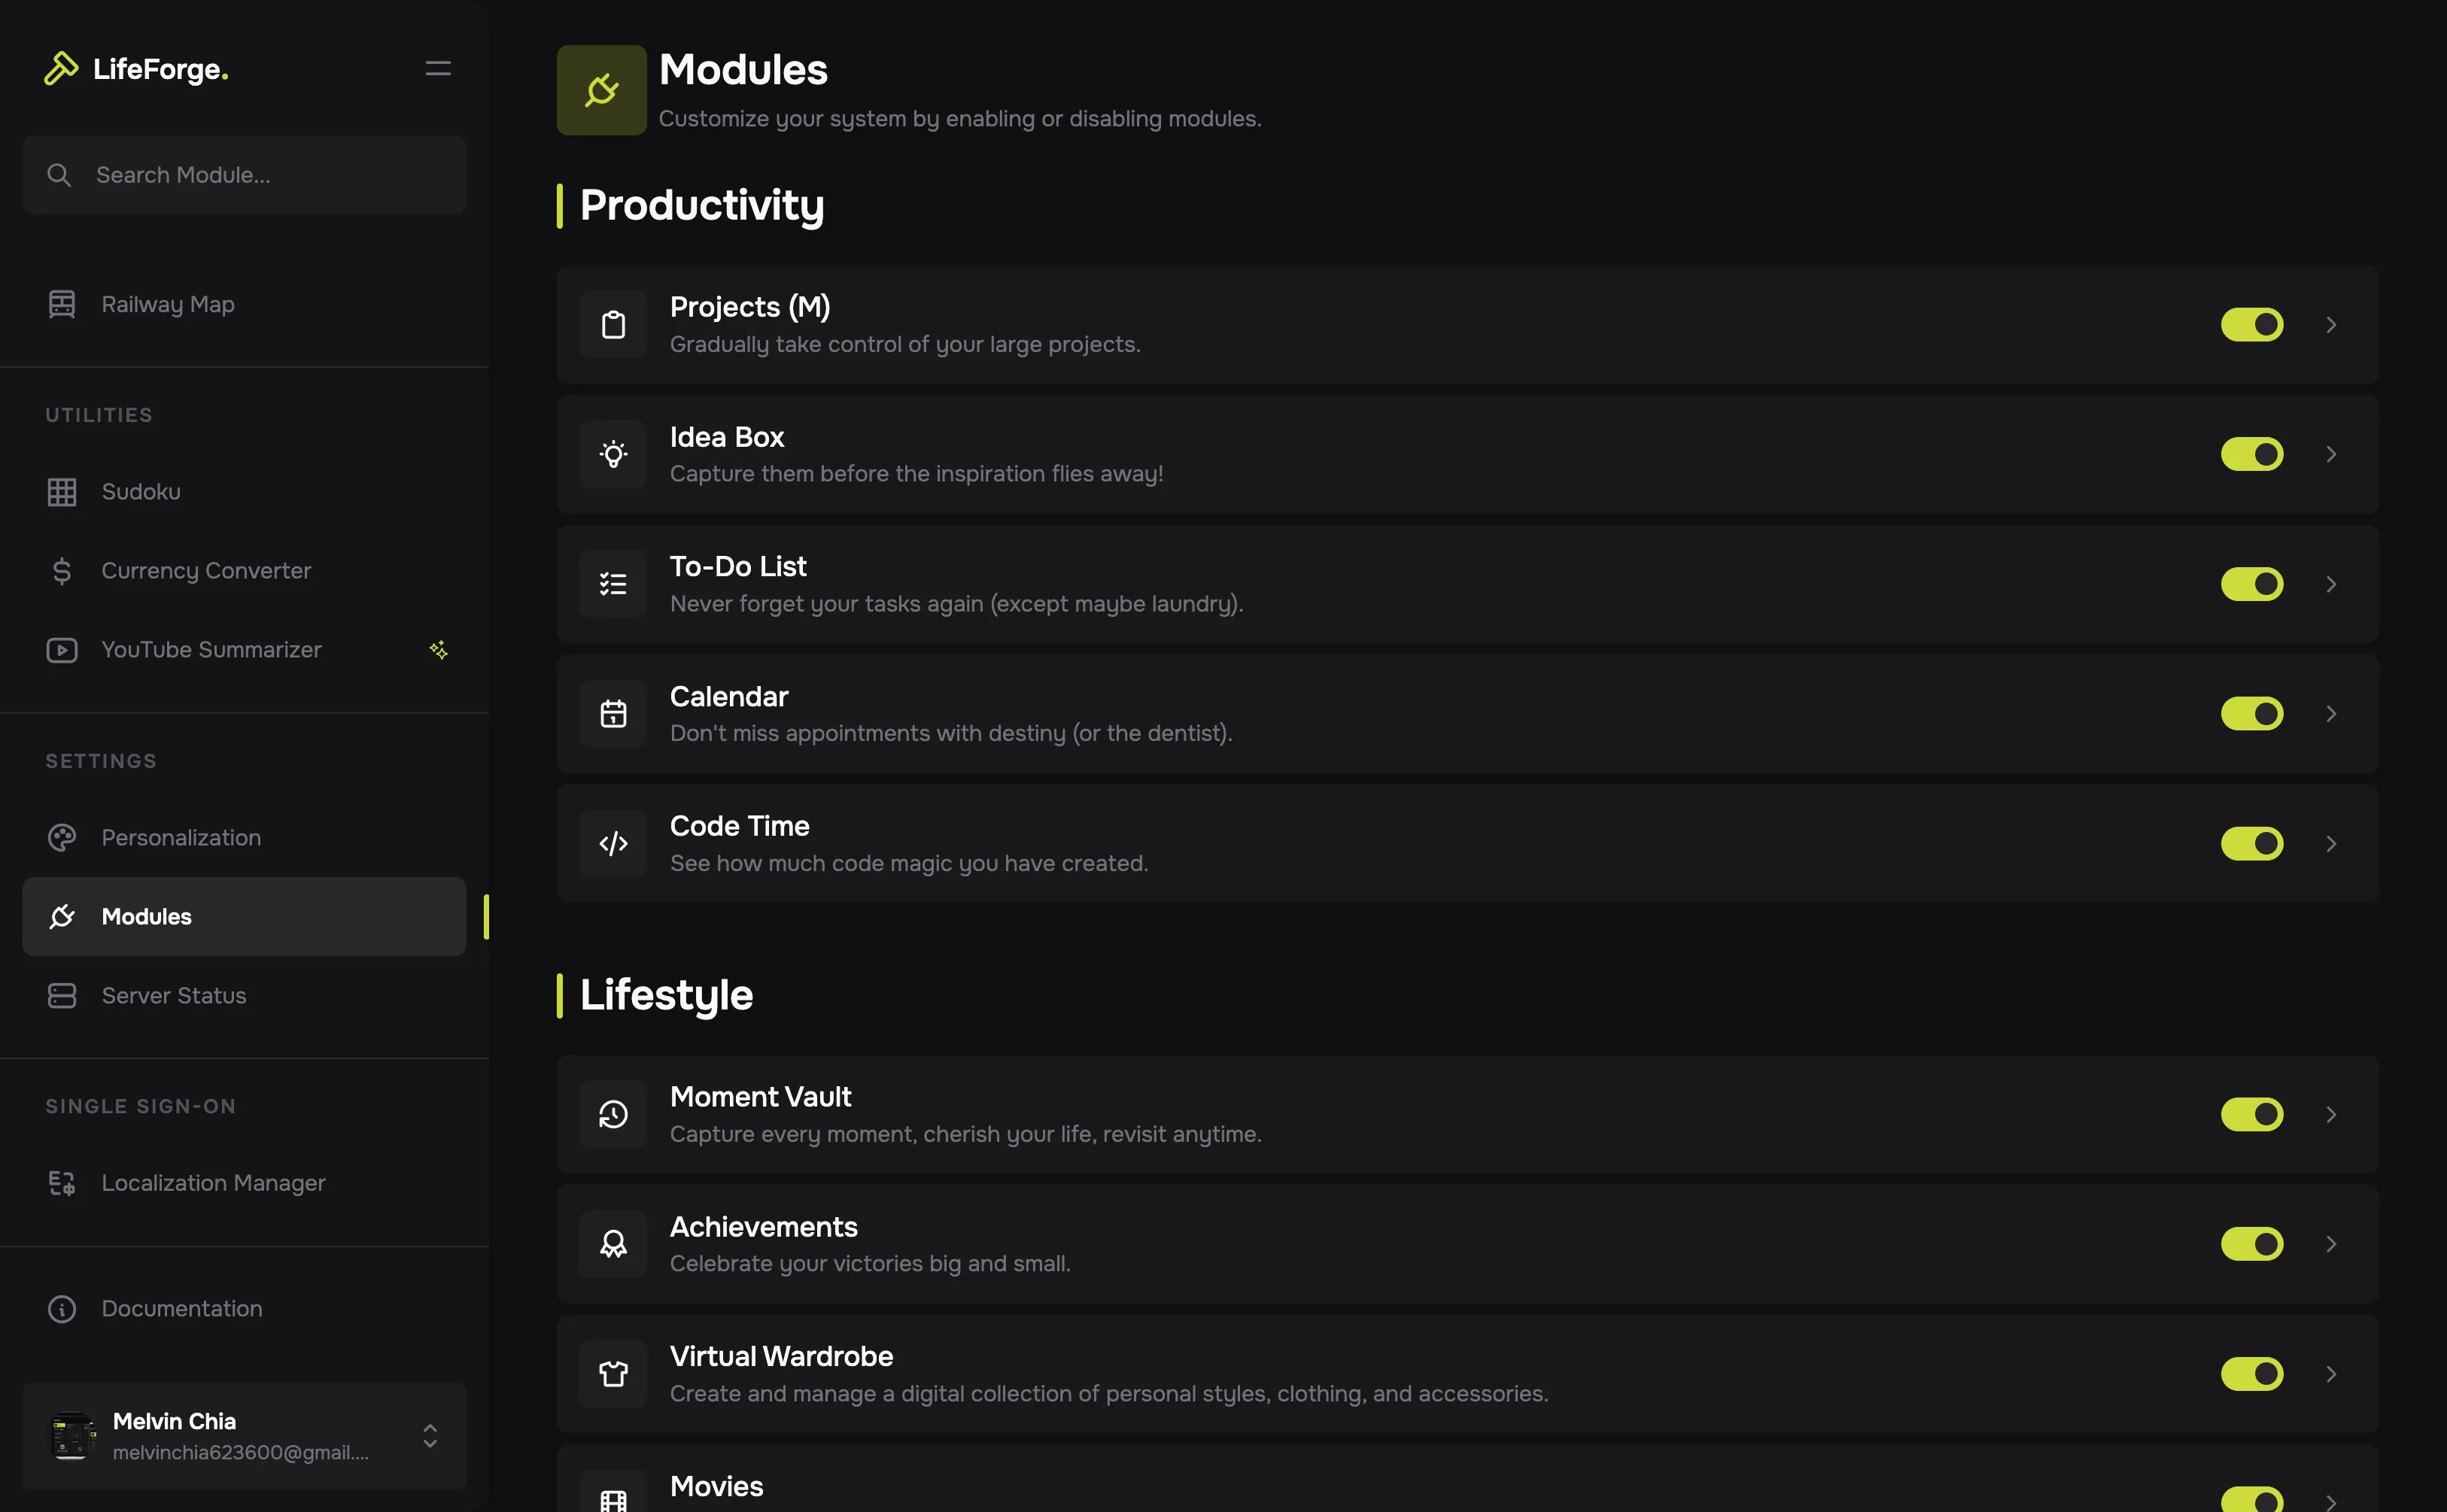 LifeForge.
Search Module...
Railway Map
UTILITIES
Sudoku
Currency Converter
YouTube Summarizer
SETTINGS
Personalization
Modules
Server Status
SINGLE SIGN-ON
Localization Manager
Documentation
Melvin Chia
melvinchia623600@gmail....
Modules
Customize your system by enabling or disabling modules.
Productivity
Projects (M)
Gradually take control of your large projects.
Idea Box
Capture them before the inspiration flies away!
To-Do List
Never forget your tasks again (except maybe laundry).
Calendar
Don't miss appointments with destiny (or the dentist).
Code Time
See how much code magic you have created.
Lifestyle
Moment Vault
Capture every moment, cherish your life, revisit anytime.
Achievements
Celebrate your victories big and small.
Virtual Wardrobe
Create and manage a digital collection of personal styles, clothing, and accessories.
Movies